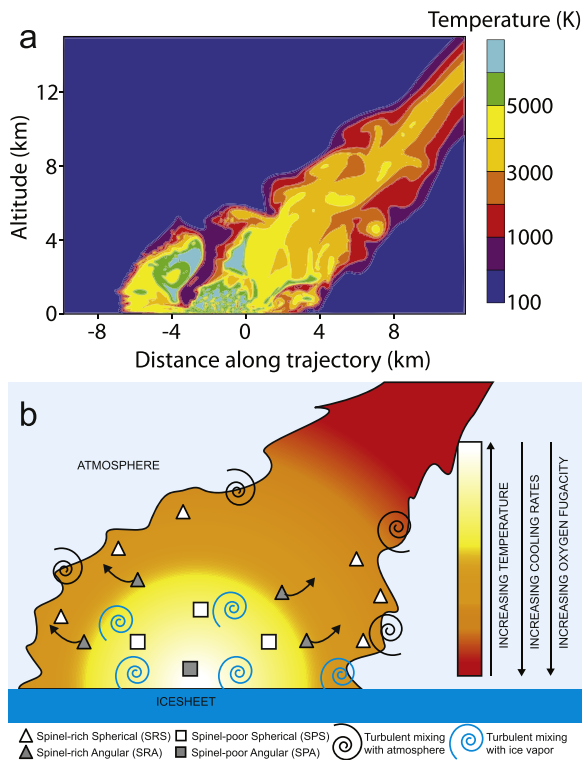 a
Temperature (K)
12
8
4
0
Altitude (km)
5000
3000
1000
100
-8 -4 0 4 8
Distance along trajectory (km)
b
ATMOSPHERE
INCREASING TEMPERATURE
INCREASING COOLING RATES
INCREASING OXYGEN FUGACITY
ICESHEET
Spinel-rich Spherical (SRS) Spinel-poor Spherical (SPS) Turbulent mixing Turbulent mixing
Spinel-rich Angular (SRA) Spinel-poor Angular (SPA) with atmosphere with ice vapor